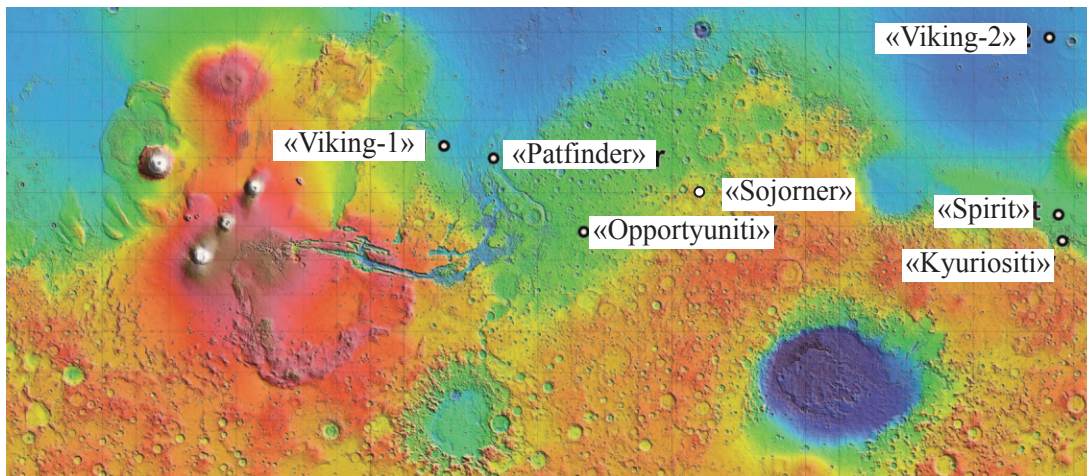 «Viking-2»
«Viking-1»
«Patfinder»
«Sojorner»
«Spirit»
«Opportyuniti»
«Kyuriositi»